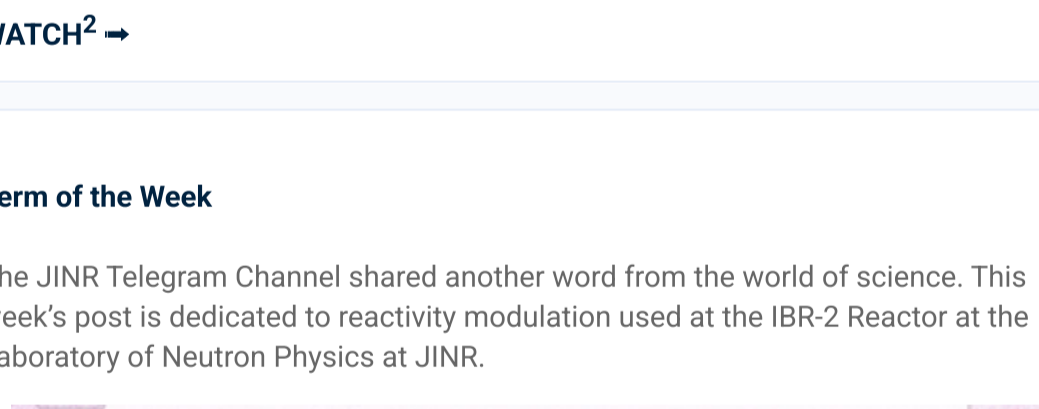 WATCH² ➟
erm of the Week
he JINR Telegram Channel shared another word from the world of science. This
eek’s post is dedicated to reactivity modulation used at the IBR-2 Reactor at the
aboratory of Neutron Physics at JINR.